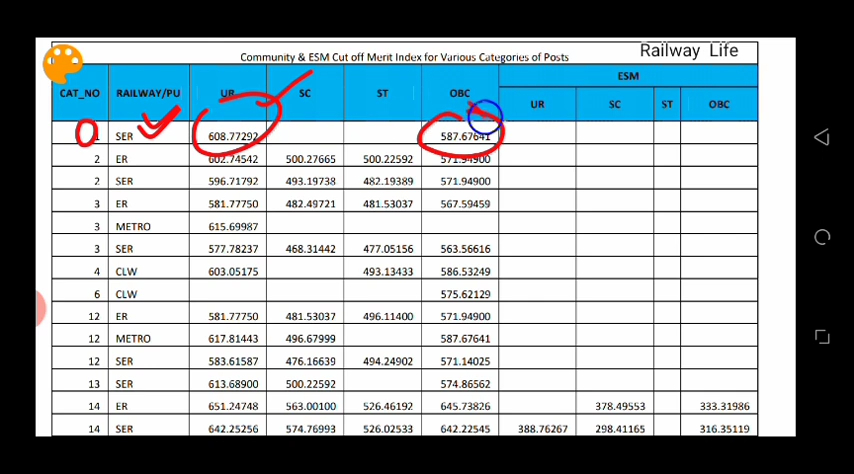 Railway Life
Community & ESM Cut off Merit Index for Various Categories of Posts
CAT_NO RAILWAY/PU UR SC ST OBC ESM
UR SC ST OBC
1 SER 608.77292 587.67641
2 ER 602.74542 500.27665 500.22592 571.94900
2 SER 596.71792 493.19738 482.19389 571.94900
3 ER 581.77750 482.49721 481.53037 567.59459
3 METRO 615.69987
3 SER 577.78237 468.31442 477.05156 563.56616
4 CLW 603.05175 493.13433 586.53249
6 CLW 575.62129
12 ER 581.77750 481.53037 496.11400 571.94900
12 METRO 617.81443 496.67999 587.67641
12 SER 583.61587 476.16639 494.24902 571.14025
13 SER 613.68900 500.22592 574.86562
14 ER 651.24748 563.00100 526.46192 645.73826 378.49553 333.31986
14 SER 642.25256 574.76993 526.02533 642.22545 388.76267 298.41165 316.35119